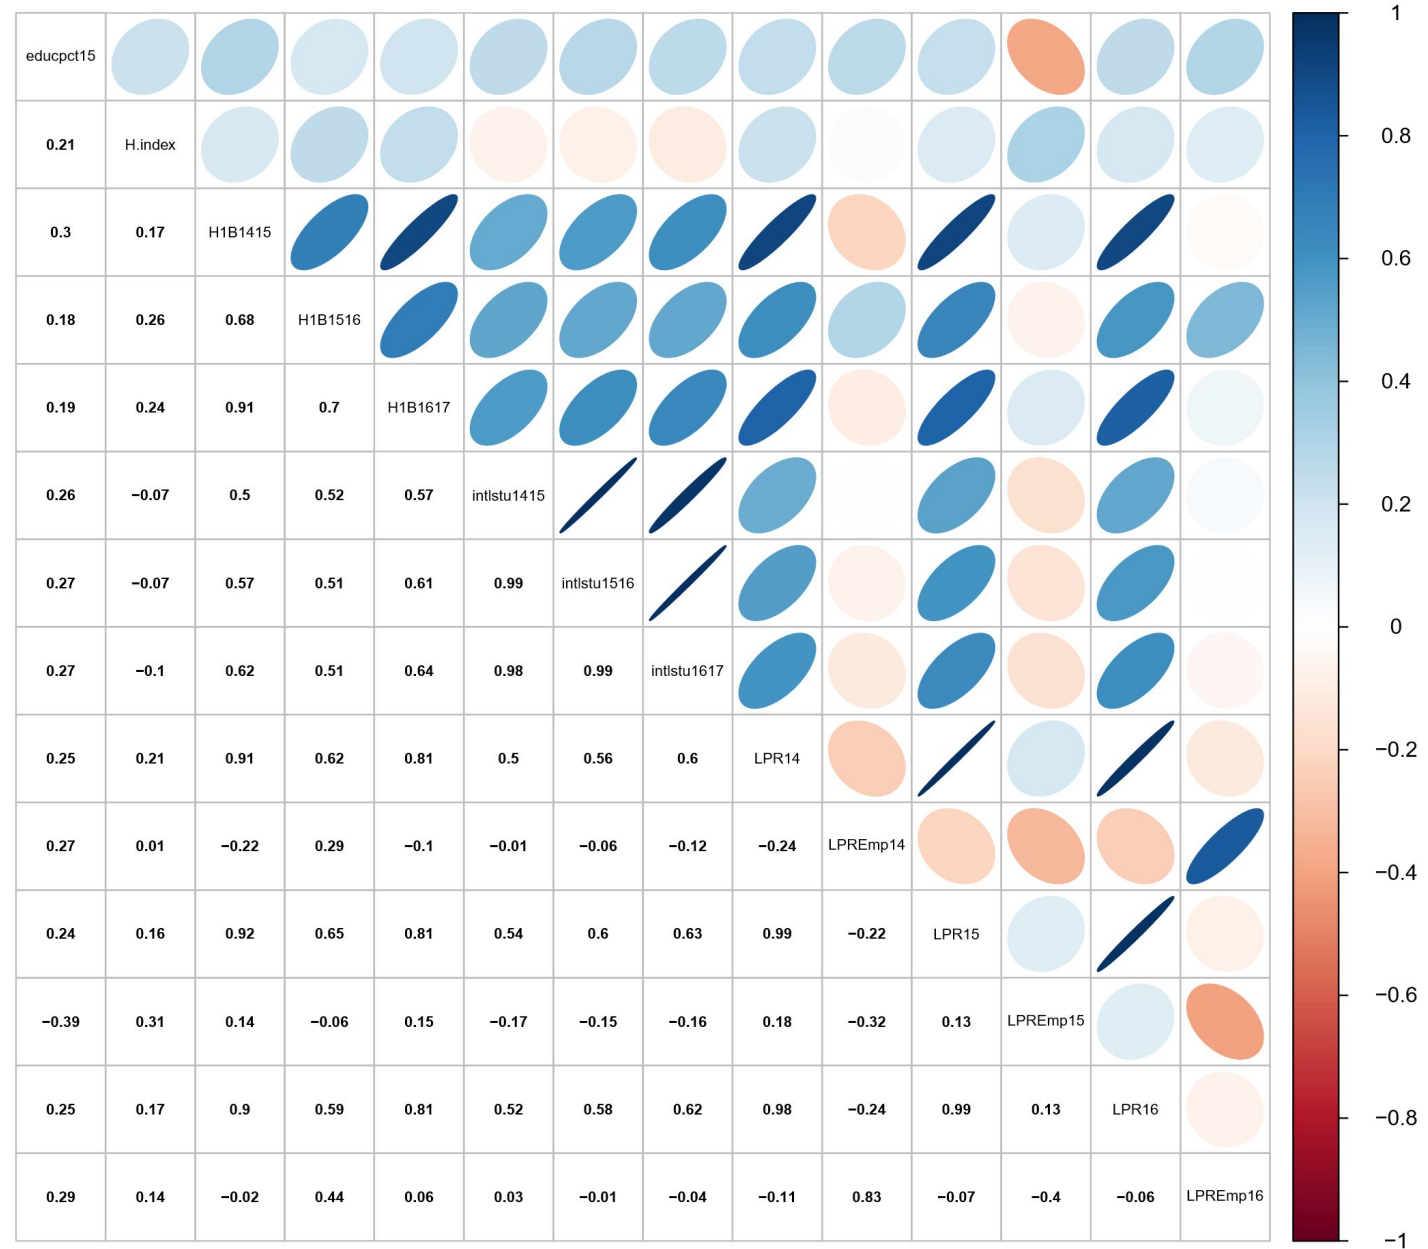 educpct15
0.21 H.index
0.3 0.17 H1B1415
0.18 0.26 0.68 H1B1516
0.19 0.24 0.91 0.7 H1B1617
0.26 −0.07 0.5 0.52 0.57 intlstu1415
0.27 −0.07 0.57 0.51 0.61 0.99 intlstu1516
0.27 −0.1 0.62 0.51 0.64 0.98 0.99 intlstu1617
0.25 0.21 0.91 0.62 0.81 0.5 0.56 0.6 LPR14
0.27 0.01 −0.22 0.29 −0.1 −0.01 −0.06 −0.12 −0.24 LPREmp14
0.24 0.16 0.92 0.65 0.81 0.54 0.6 0.63 0.99 −0.22 LPR15
−0.39 0.31 0.14 −0.06 0.15 −0.17 −0.15 −0.16 0.18 −0.32 0.13 LPREmp15
0.25 0.17 0.9 0.59 0.81 0.52 0.58 0.62 0.98 −0.24 0.99 0.13 LPR16
0.29 0.14 −0.02 0.44 0.06 0.03 −0.01 −0.04 −0.11 0.83 −0.07 −0.4 −0.06 LPREmp16
1
0.8
0.6
0.4
0.2
0
−0.2
−0.4
−0.6
−0.8
−1